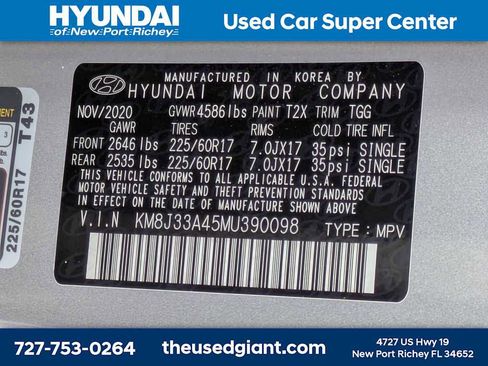 HYUNDAI
of New Port Richey
Used Car Super Center
MANUFACTURED IN KOREA BY
HYUNDAI MOTOR COMPANY
NOV/2020 GVWR 4586 lbs PAINT T2X TRIM TGG
GAWR TIRES RIMS COLD TIRE INFL
FRONT 2646 lbs 225/60R17 7.0JX17 35psi SINGLE
REAR 2535 lbs 225/60R17 7.0JX17 35psi SINGLE
THIS VEHICLE CONFORMS TO ALL APPLICABLE U.S.A. FEDERAL
MOTOR VEHICLE SAFETY, BUMPER, AND THEFT PREVENTION STANDARDS
IN EFFECT ON THE DATE OF MANUFACTURE SHOWN ABOVE.
V.I.N KM8J33A45MU390098 TYPE : MPV
3
225/60R17 T43
727-753-0264
theusedgiant.com
4727 US Hwy 19
New Port Richey FL 34652